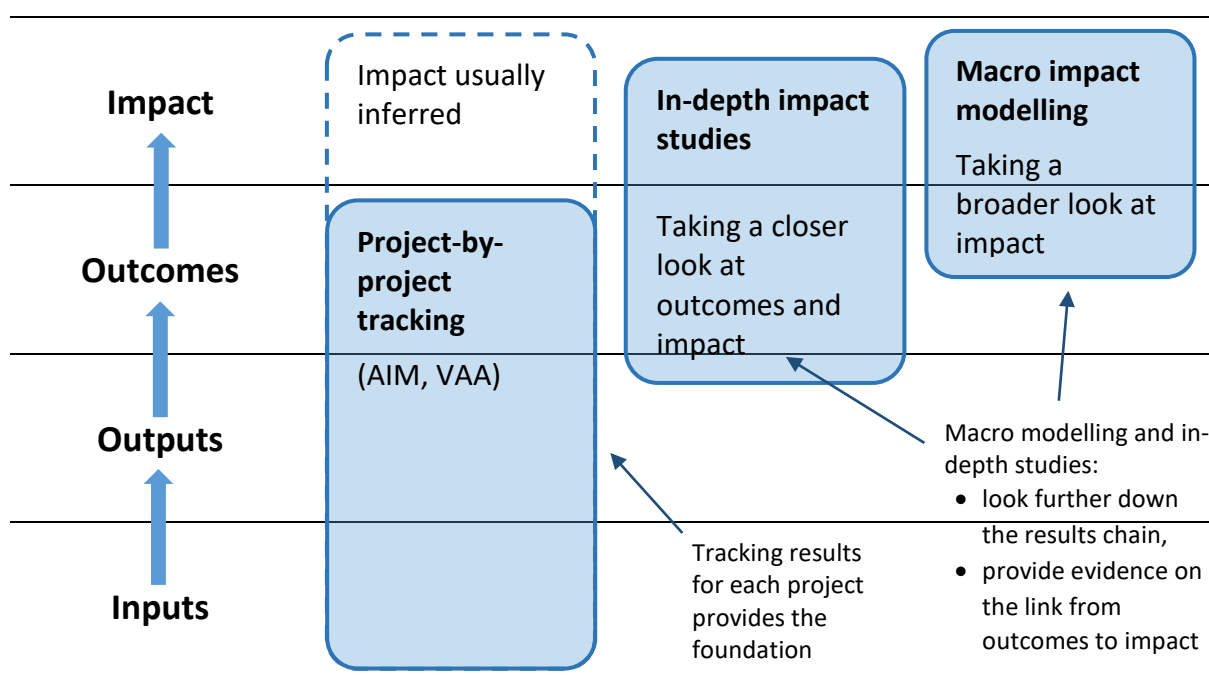 Impact
Outcomes
Outputs
Inputs
Impact usually
inferred
Project-by-
project
tracking
(AIM, VAA)
In-depth impact
studies
Taking a closer
look at
outcomes and
impact
Macro impact
modelling
Taking a
broader look at
impact
Tracking results
for each project
provides the
foundation
Macro modelling and in-
depth studies:
• look further down
the results chain,
• provide evidence on
the link from
outcomes to impact